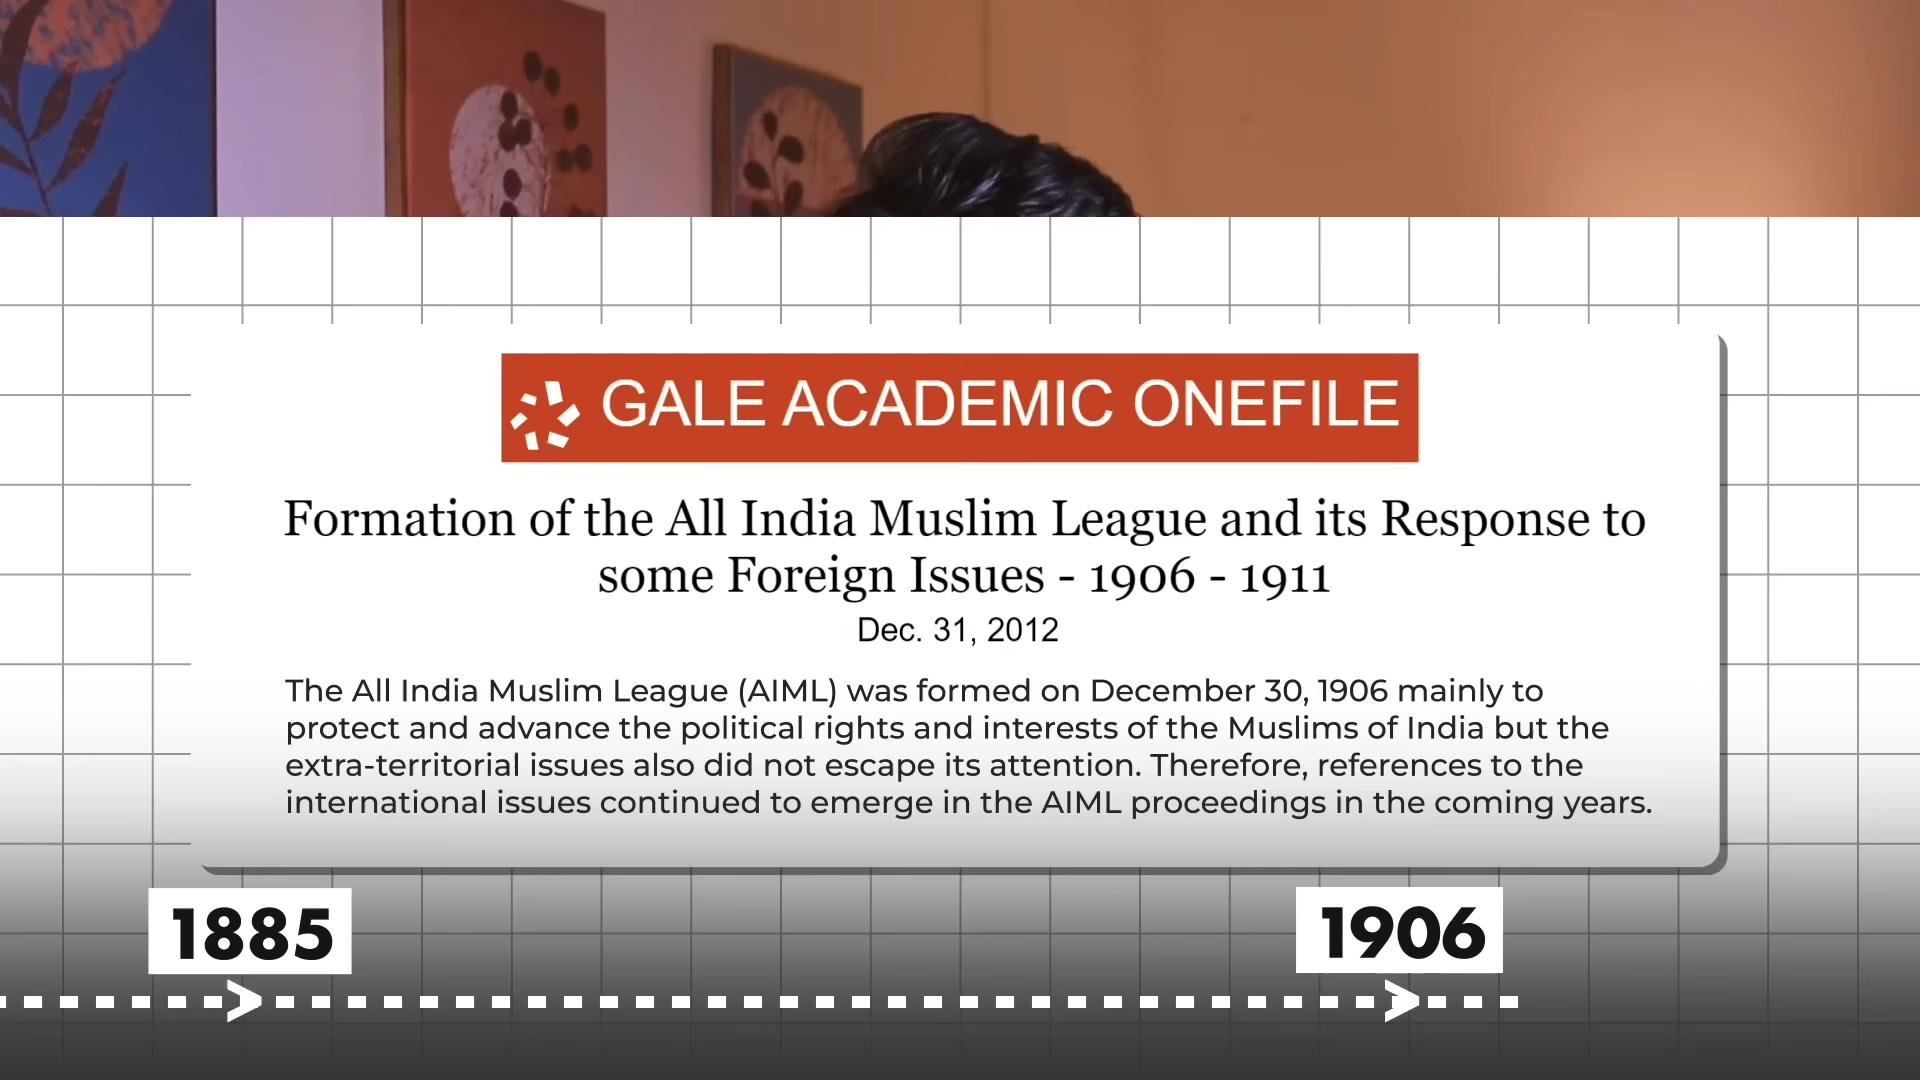 GALE ACADEMIC ONEFILE
Formation of the All India Muslim League and its Response to
some Foreign Issues - 1906 - 1911
Dec. 31, 2012
The All India Muslim League (AIML) was formed on December 30, 1906 mainly to
protect and advance the political rights and interests of the Muslims of India but the
extra-territorial issues also did not escape its attention. Therefore, references to the
international issues continued to emerge in the AIML proceedings in the coming years.
1885
1906